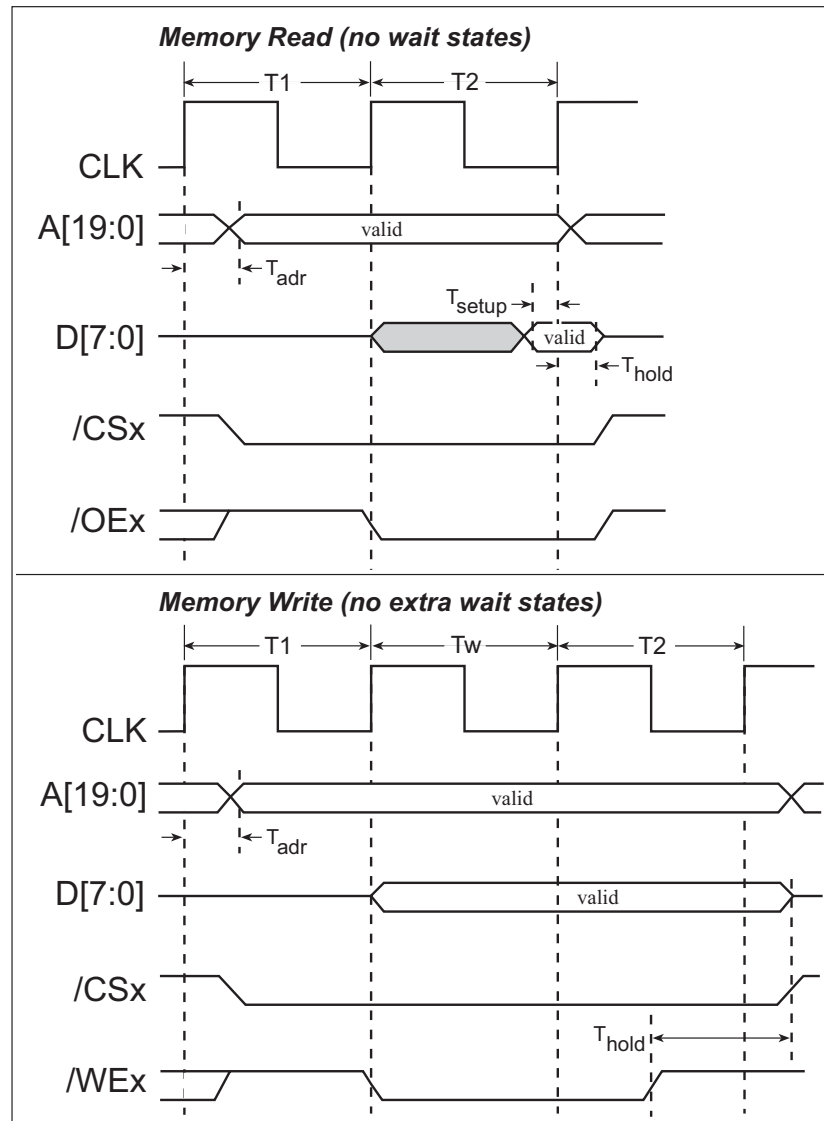 Memory Read (no wait states)
T1 T2
CLK
A[19:0] valid
Tadr
Tsetup
D[7:0] valid
Thold
/CSx
/OEx
Memory Write (no extra wait states)
T1 Tw T2
CLK
A[19:0] valid
Tadr
D[7:0] valid
/CSx
Thold
/WEx